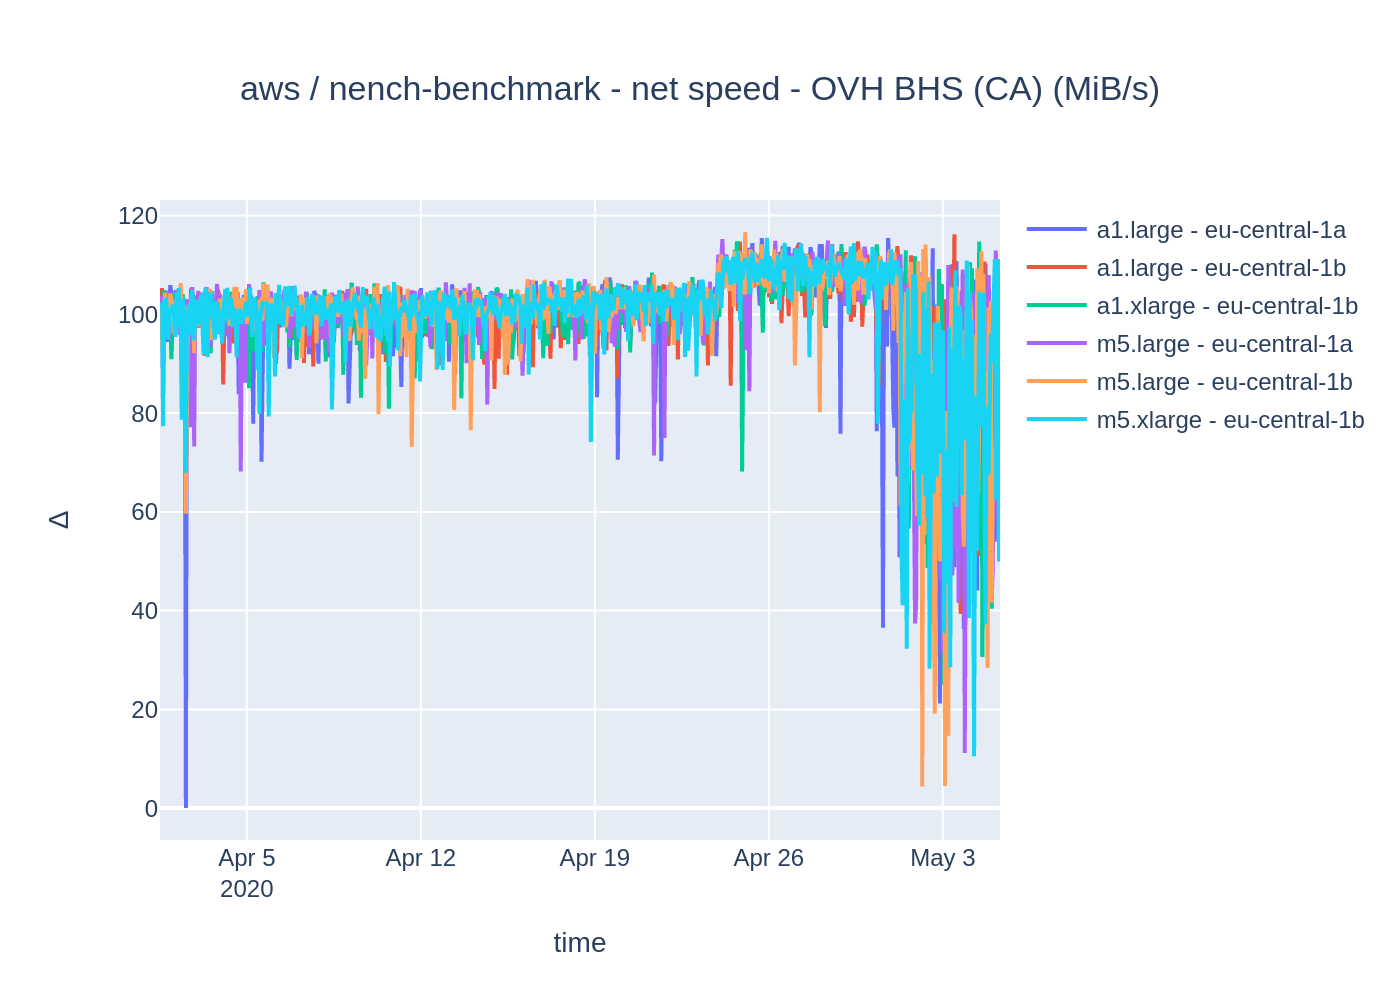 aws / nench-benchmark - net speed - OVH BHS (CA) (MiB/s)
120
100
80
60
40
20
0
Δ
Apr 5
2020
Apr 12
Apr 19
Apr 26
May 3
time
a1.large - eu-central-1a
a1.large - eu-central-1b
a1.xlarge - eu-central-1b
m5.large - eu-central-1a
m5.large - eu-central-1b
m5.xlarge - eu-central-1b